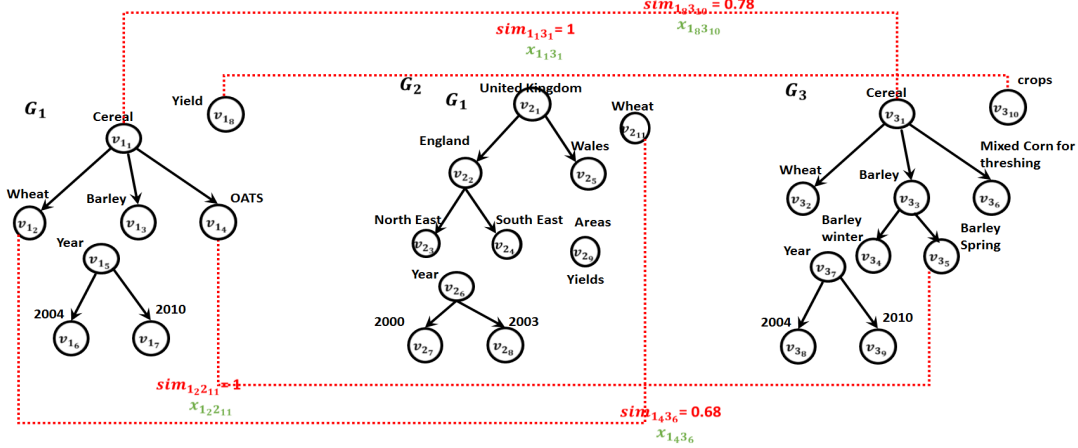 sim₁₈₃₁₀ = 0.78
x₁₈₃₁₀
sim₁₁₃₁ = 1
x₁₁₃₁
G₁
Yield
v₁₈
Cereal
v₁₁
Wheat
v₁₂
Barley
v₁₃
OATS
v₁₄
Year
v₁₅
2004
v₁₆
2010
v₁₇
G₂
G₁
United Kingdom
v₂₁
Wheat
v₂₁₁
England
v₂₂
Wales
v₂₅
North East
v₂₃
South East
v₂₄
Areas
v₂₉
Yields
Year
v₂₆
2000
v₂₇
2003
v₂₈
G₃
Cereal
v₃₁
crops
v₃₁₀
Wheat
v₃₂
Barley
v₃₃
Mixed Corn for
threshing
v₃₆
Barley
winter
v₃₄
Barley
Spring
v₃₅
Year
v₃₇
2004
v₃₈
2010
v₃₉
sim₁₂₂₁₁ = 1
x₁₂₂₁₁
sim₁₄₃₆ = 0.68
x₁₄₃₆